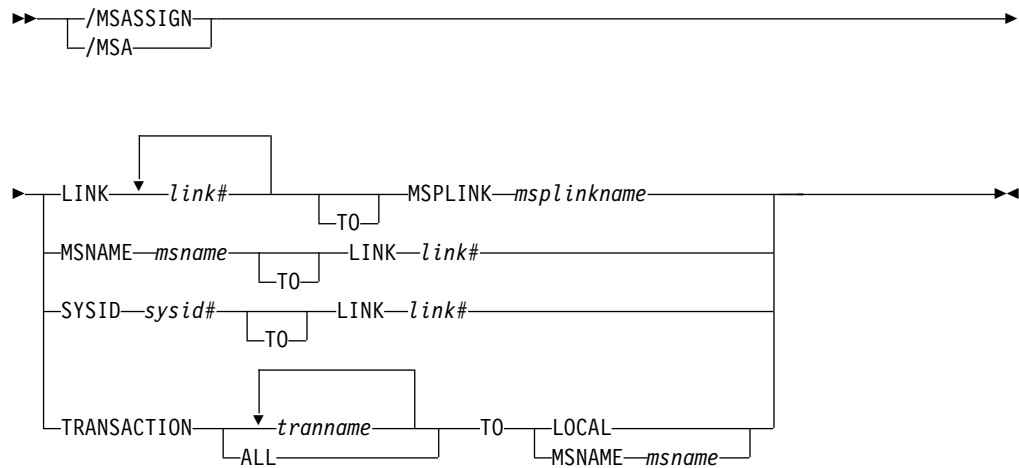 /MSASSIGN
/MSA
LINK link# TO MSPLINK msplinkname
MSNAME msname TO LINK link#
SYSID sysid# TO LINK link#
TRANSACTION tranname TO LOCAL
ALL MSNAME msname